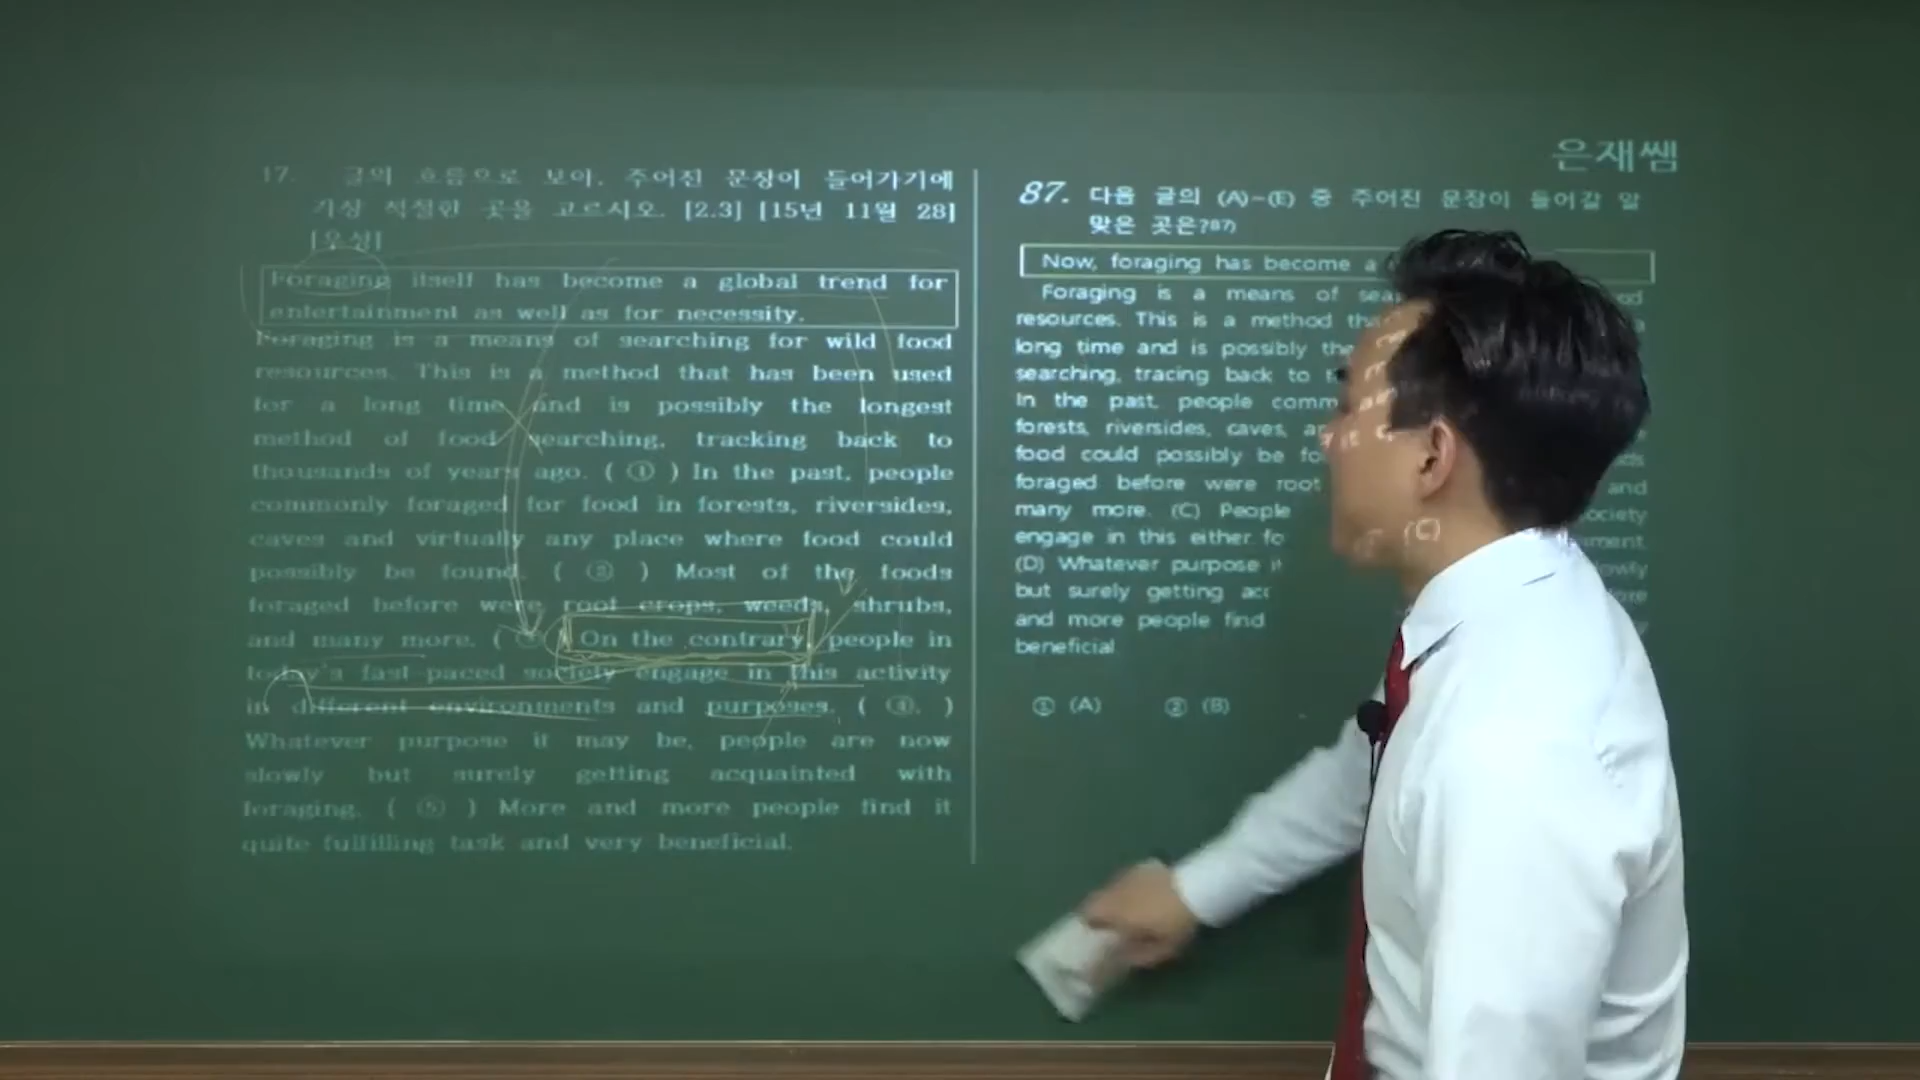 은재쌤
17. 글의 흐름으로 보아, 주어진 문장이 들어가기에
가장 적절한 곳을 고르시오. [2.3] [15년 11월 28]
Foraging itself has become a global trend for
entertainment as well as for necessity.
Foraging is a means of searching for wild food
resources. This is a method that has been used
for a long time and is possibly the longest
method of food searching, tracking back to
thousands of years ago. ( ① ) In the past, people
commonly foraged for food in forests, riversides,
caves and virtually any place where food could
possibly be found. ( ② ) Most of the foods
foraged before were root crops, weeds, shrubs,
and many more. ( ) On the contrary, people in
today's fast paced society engage in this activity
in different environments and purposes. ( ④ )
Whatever purpose it may be, people are now
slowly but surely getting acquainted with
foraging. ( ⑤ ) More and more people find it
quite fulfilling task and very beneficial.
87. 다음 글의 (A)~(E) 중 주어진 문장이 들어갈 알
맞은 곳은?87)
Now, foraging has become a
Foraging is a means of
resources. This is a method
long time and is possibly
searching, tracing back to
In the past, people
forests, riversides, caves,
food could possibly be
foraged before were root and
many more. (C) People society
engage in this either
(D) Whatever purpose
but surely getting
and more people find
beneficial
① (A) ② (B)